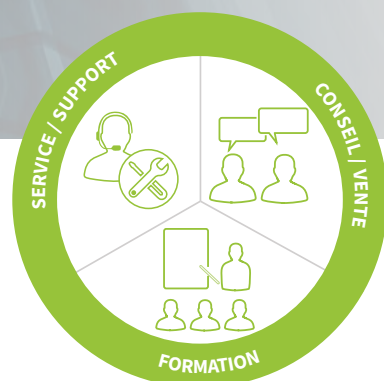 SERVICE / SUPPORT
CONSEIL / VENTE
FORMATION